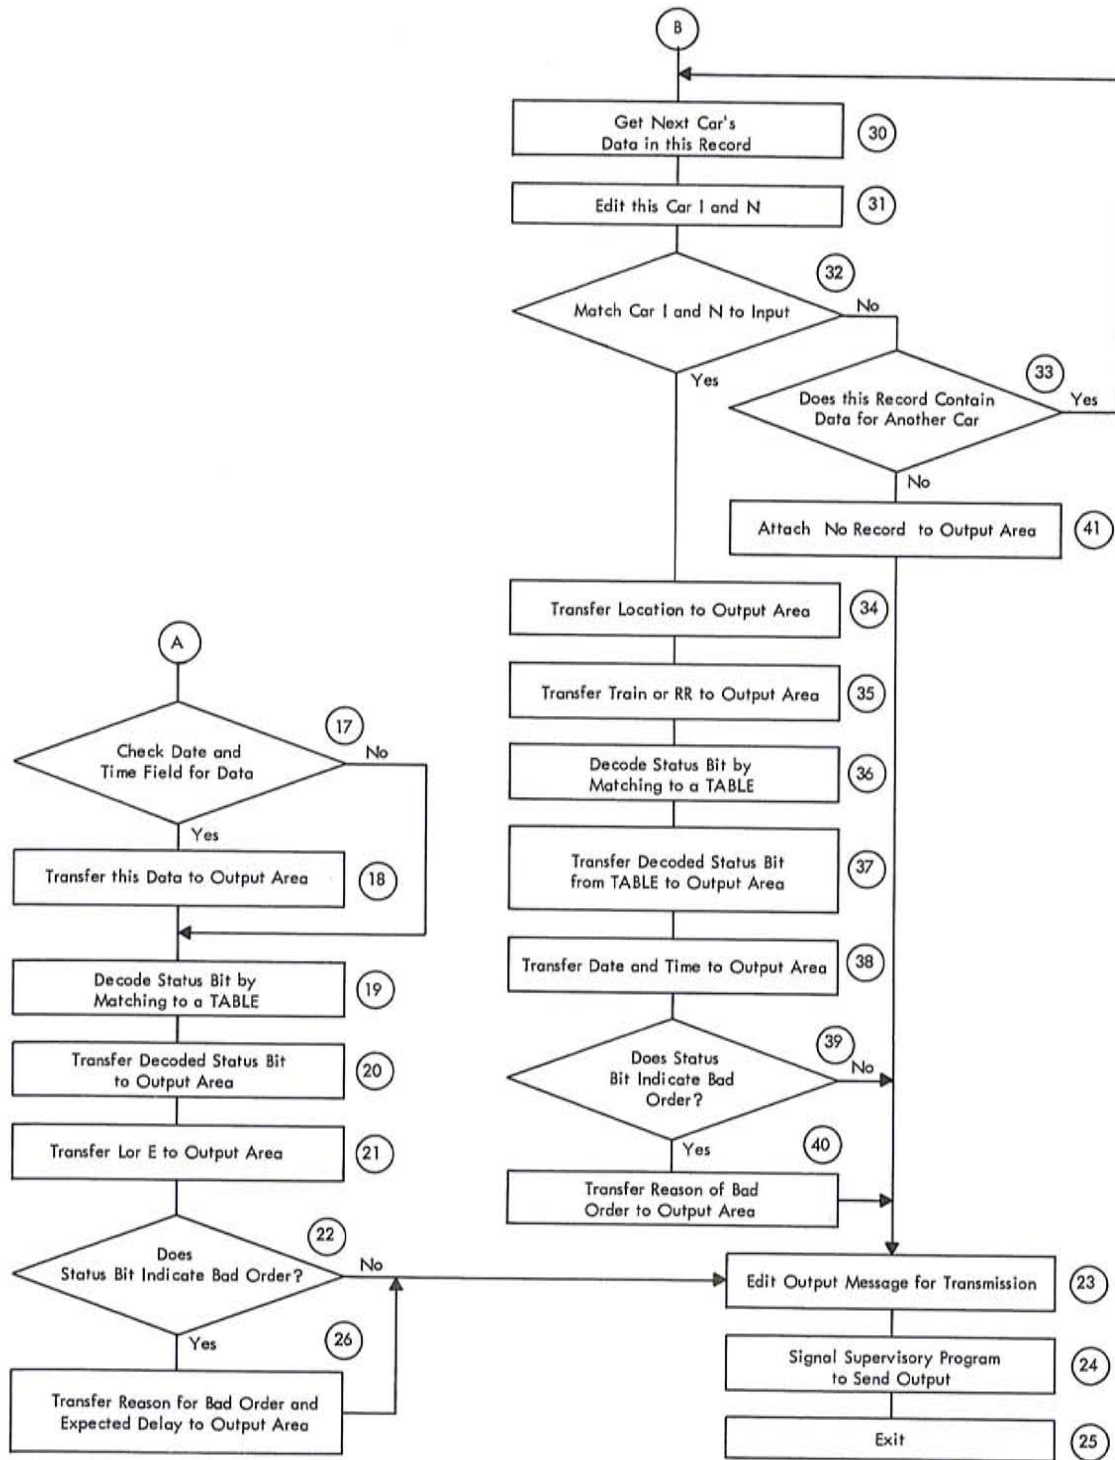 B
Get Next Car's
Data in this Record
30
Edit this Car I and N
31
32
Match Car I and N to Input
No
Yes
33
Does this Record Contain
Data for Another Car
Yes
No
Attach No Record to Output Area
41
Transfer Location to Output Area
34
Transfer Train or RR to Output Area
35
Decode Status Bit by
Matching to a TABLE
36
Transfer Decoded Status Bit
from TABLE to Output Area
37
Transfer Date and Time to Output Area
38
39
Does Status
Bit Indicate Bad
Order?
No
Yes
40
Transfer Reason of Bad
Order to Output Area
A
17
Check Date and
Time Field for Data
No
Yes
Transfer this Data to Output Area
18
Decode Status Bit by
Matching to a TABLE
19
Transfer Decoded Status Bit
to Output Area
20
Transfer Lor E to Output Area
21
22
Does
Status Bit Indicate Bad Order?
No
Yes
26
Transfer Reason for Bad Order and
Expected Delay to Output Area
Edit Output Message for Transmission
23
Signal Supervisory Program
to Send Output
24
Exit
25